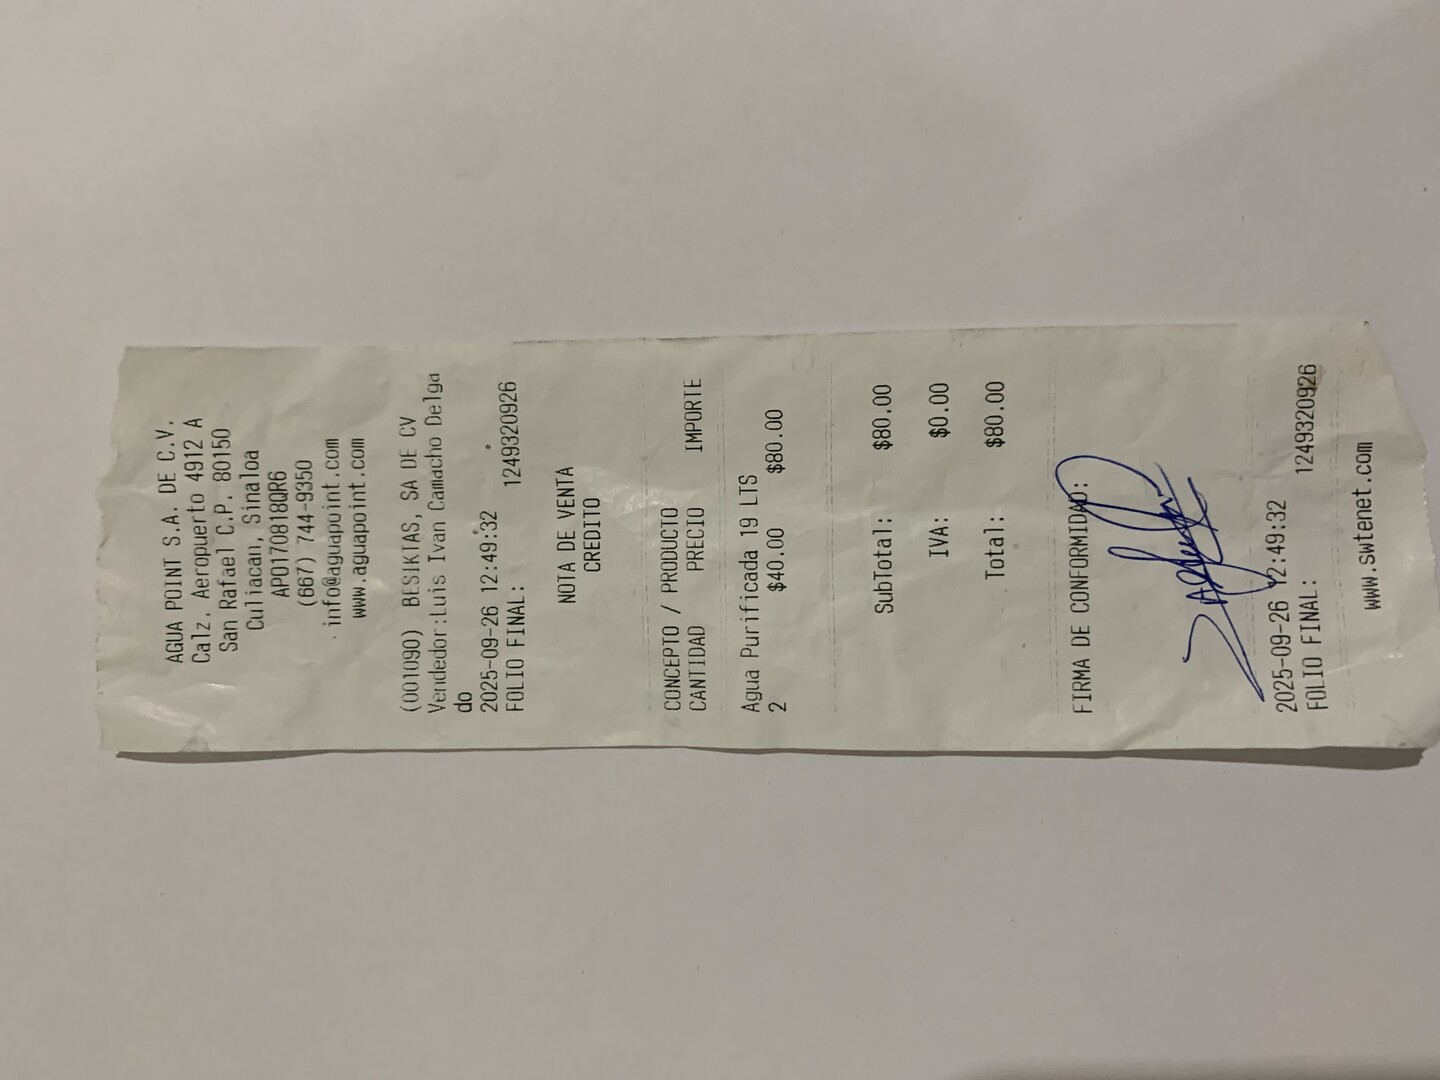 AGUA POINT S.A. DE C.V.
Calz. Aeropuerto 4912 A
San Rafael C.P. 80150
Culiacan, Sinaloa
APO170818QR6
(667) 744-9350
info@aguapoint.com
www.aguapoint.com
(001090) BESIKIAS, SA DE CV
Vendedor:Luis Ivan Camacho Delga
do
2025-09-26 12:49:32
FOLIO FINAL: 1249320926
NOTA DE VENTA
CREDITO
CONCEPTO / PRODUCTO
CANTIDAD PRECIO IMPORTE
Agua Purificada 19 LTS
2 $40.00 $80.00
SubTotal: $80.00
IVA: $0.00
Total: $80.00
FIRMA DE CONFORMIDAD:
2025-09-26 12:49:32
FOLIO FINAL: 1249320926
www.swtenet.com